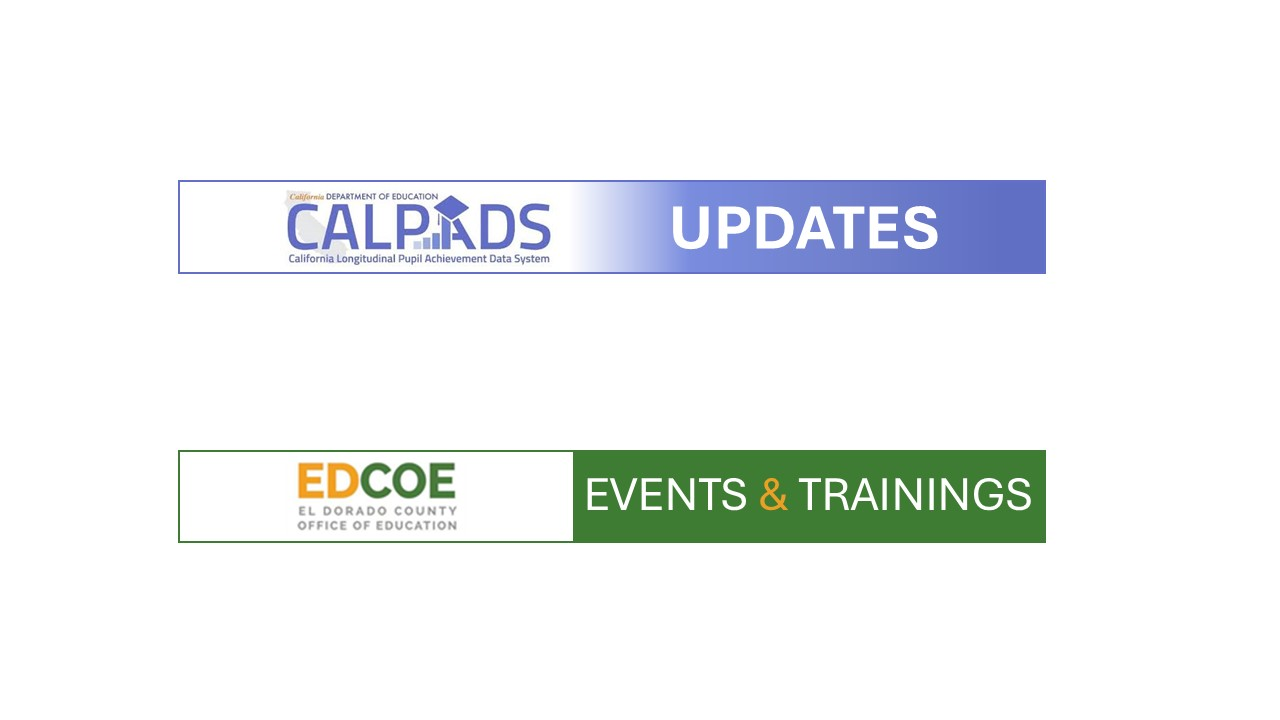 California DEPARTMENT OF EDUCATION
CALPADS
California Longitudinal Pupil Achievement Data System
UPDATES
EDCOE
EL DORADO COUNTY
OFFICE OF EDUCATION
EVENTS & TRAININGS